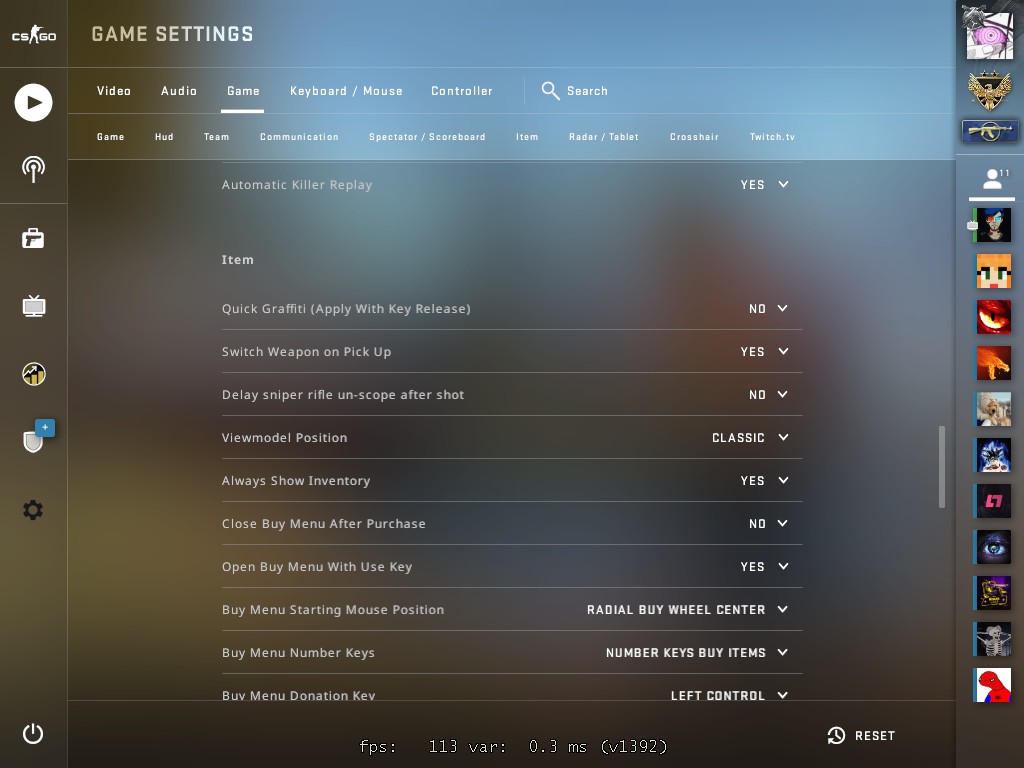 CS GO
GAME SETTINGS
Video Audio Game Keyboard / Mouse Controller Search
Game Hud Team Communication Spectator / Scoreboard Item Radar / Tablet Crosshair Twitch.tv
Automatic Killer Replay YES
Item
Quick Graffiti (Apply With Key Release) NO
Switch Weapon on Pick Up YES
Delay sniper rifle un-scope after shot NO
Viewmodel Position CLASSIC
Always Show Inventory YES
Close Buy Menu After Purchase NO
Open Buy Menu With Use Key YES
Buy Menu Starting Mouse Position RADIAL BUY WHEEL CENTER
Buy Menu Number Keys NUMBER KEYS BUY ITEMS
Buy Menu Donation Key LEFT CONTROL
fps: 113 var: 0.3 ms (v1392)
RESET
11
+